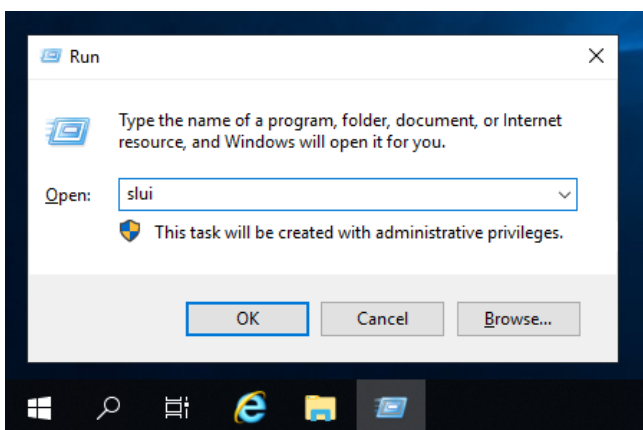 Run
Type the name of a program, folder, document, or Internet
resource, and Windows will open it for you.
Open:
slui
This task will be created with administrative privileges.
OK
Cancel
Browse...